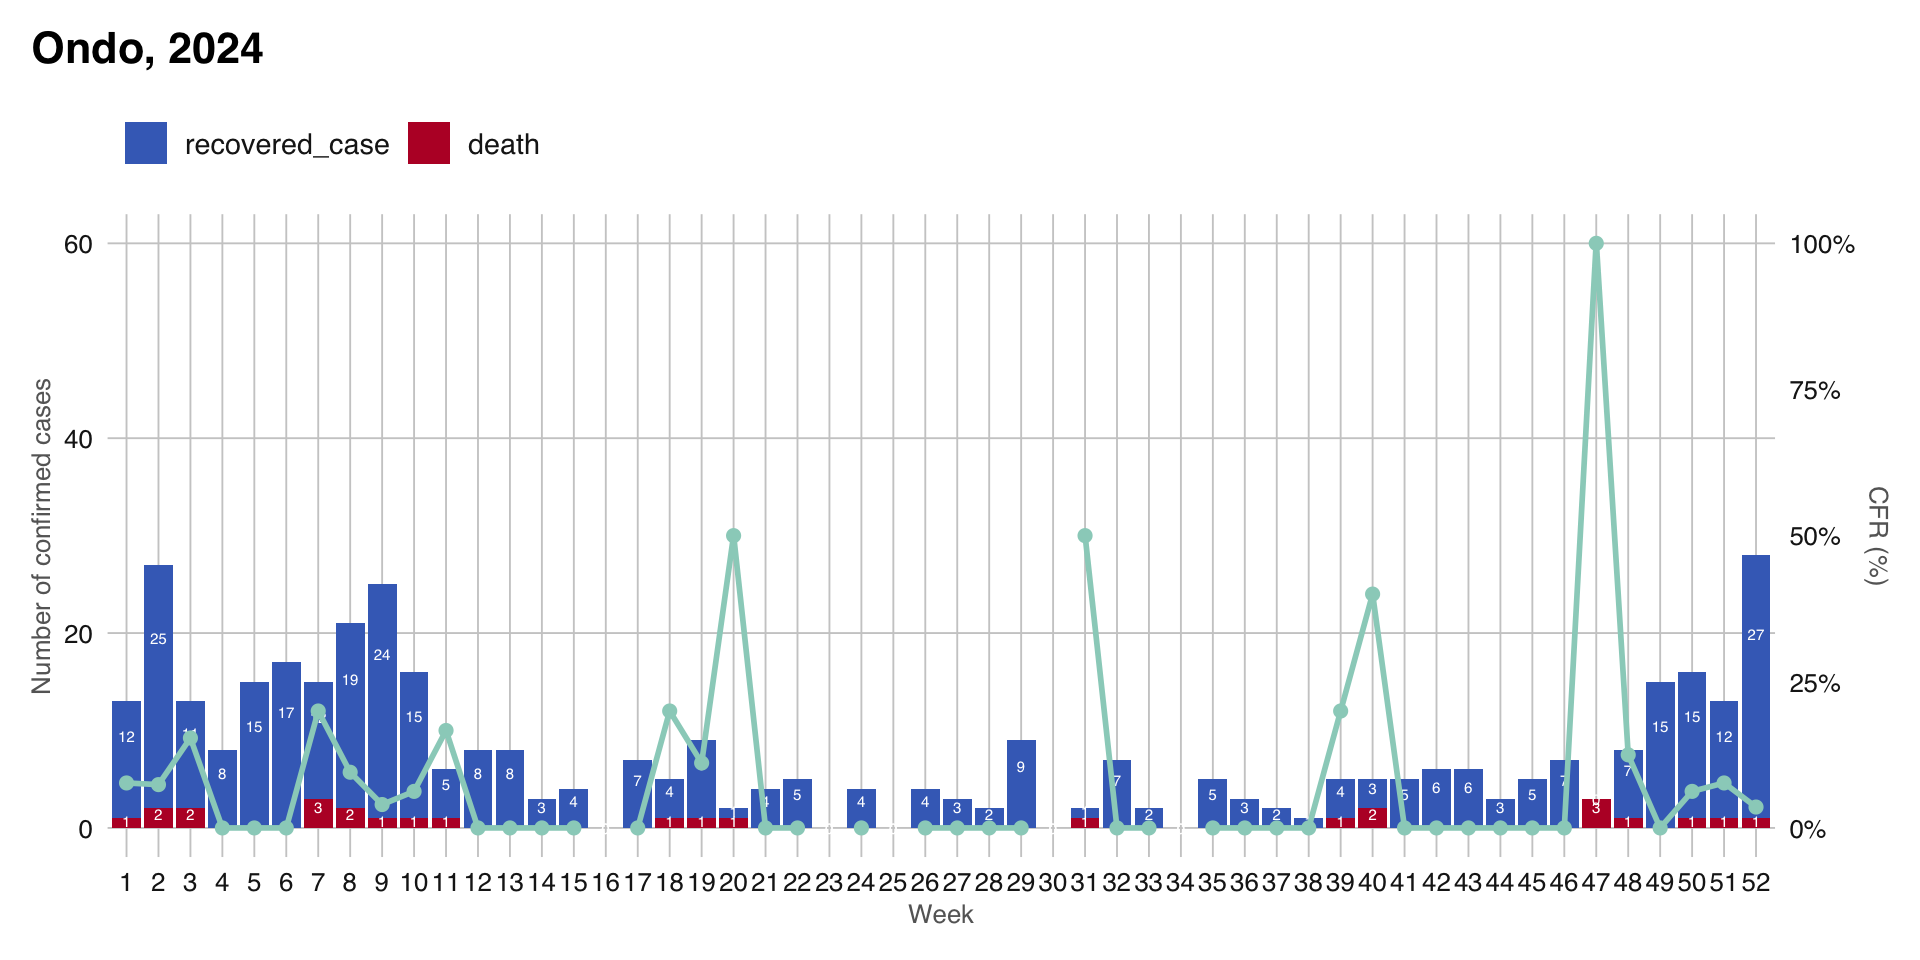 Ondo, 2024
recovered_case death
60 100%
75%
40
50%
20
25%
0 0%
Number of confirmed cases
CFR (%)
12 25 8 15 17 19 24 15 5 8 8 3 4 7 4 5 4 4 3 2 9 7 2 5 3 2 4 3 5 6 6 3 5 7 7 15 15 12 27
1 2 2 3 2 1 1 1 1 1 1 1 1 2 3 1 1 1 1
1 2 3 4 5 6 7 8 9 10 11 12 13 14 15 16 17 18 19 20 21 22 23 24 25 26 27 28 29 30 31 32 33 34 35 36 37 38 39 40 41 42 43 44 45 46 47 48 49 50 51 52
Week